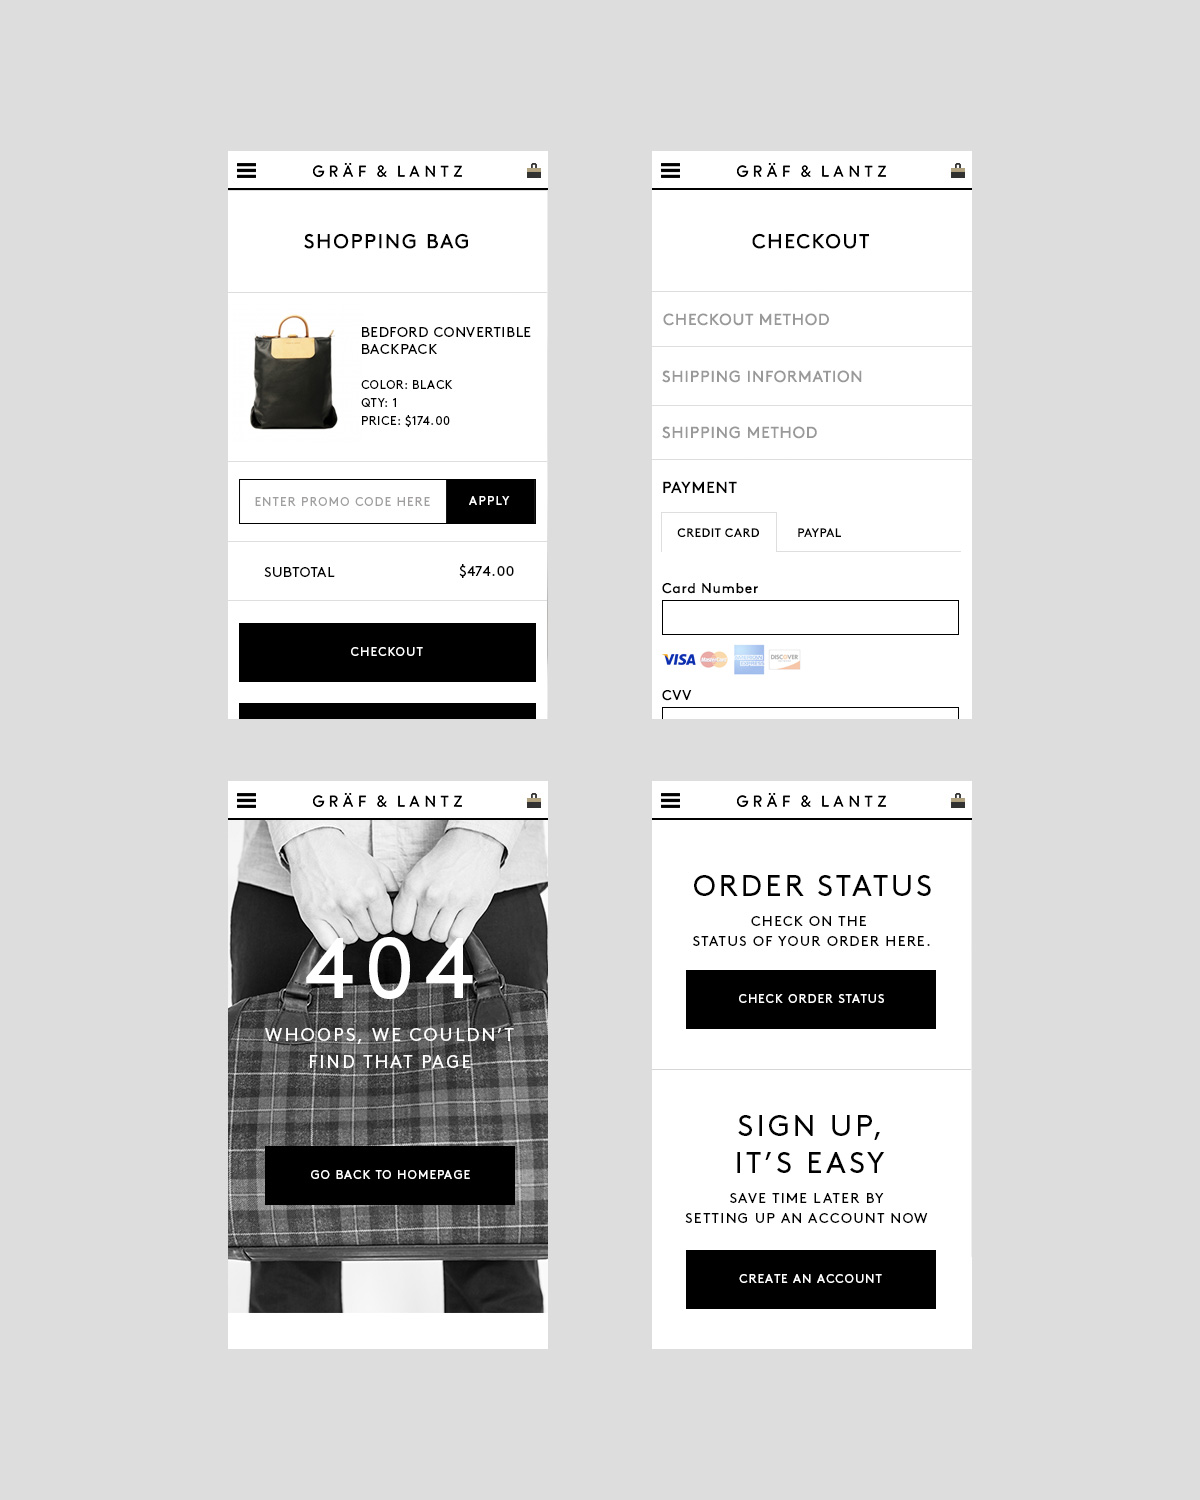 GRÄF & LANTZ
SHOPPING BAG
BEDFORD CONVERTIBLE
BACKPACK
COLOR: BLACK
QTY: 1
PRICE: $174.00
ENTER PROMO CODE HERE
APPLY
SUBTOTAL
$474.00
CHECKOUT
GRÄF & LANTZ
CHECKOUT
CHECKOUT METHOD
SHIPPING INFORMATION
SHIPPING METHOD
PAYMENT
CREDIT CARD
PAYPAL
Card Number
VISA
MasterCard
AMERICAN EXPRESS
DISCOVER
CVV
GRÄF & LANTZ
404
WHOOPS, WE COULDN'T
FIND THAT PAGE
GO BACK TO HOMEPAGE
GRÄF & LANTZ
ORDER STATUS
CHECK ON THE
STATUS OF YOUR ORDER HERE.
CHECK ORDER STATUS
SIGN UP,
IT'S EASY
SAVE TIME LATER BY
SETTING UP AN ACCOUNT NOW
CREATE AN ACCOUNT